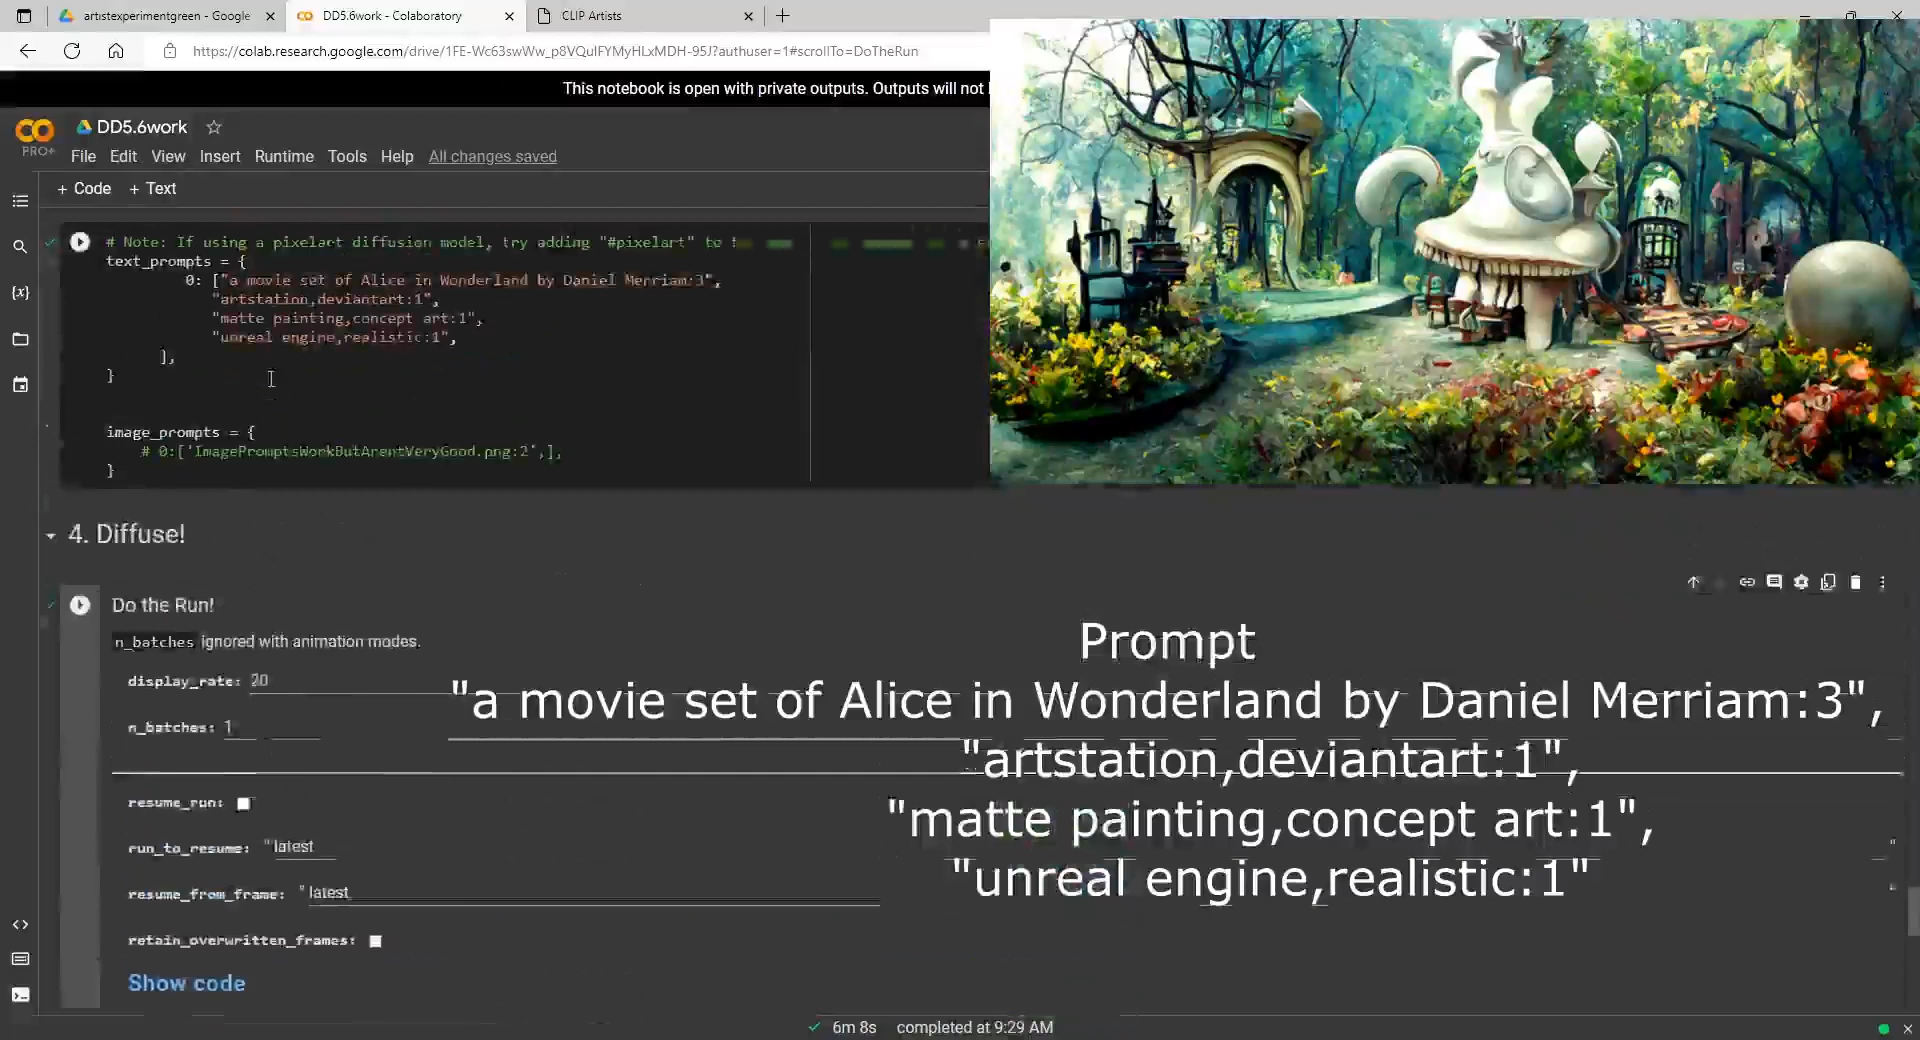 artistexperimentgreen - Google
DD5.6work - Colaboratory
CLIP Artists
https://colab.research.google.com/drive/1FE-Wc63swWw_p8VQulFYMyHLxMDH-95J?authuser=1#scrollTo=DoTheRun
This notebook is open with private outputs. Outputs will not
CO
PRO+
DD5.6work
File Edit View Insert Runtime Tools Help All changes saved
+ Code + Text
# Note: If using a pixelart diffusion model, try adding "#pixelart" to
text_prompts = {
0: ["a movie set of Alice in Wonderland by Daniel Merriam:3",
"artstation,deviantart:1",
"matte painting,concept art:1",
"unreal engine,realistic:1",
],
}
image_prompts = {
# 0:['ImagePromptsWorkButArentVeryGood.png:2',],
}
4. Diffuse!
Do the Run!
n_batches ignored with animation modes.
display_rate: 20
n_batches: 1
resume_run:
run_to_resume: "latest
resume_from_frame: "latest
retain_overwritten_frames:
Show code
Prompt
"a movie set of Alice in Wonderland by Daniel Merriam:3",
"artstation,deviantart:1",
"matte painting,concept art:1",
"unreal engine,realistic:1"
6m 8s completed at 9:29 AM